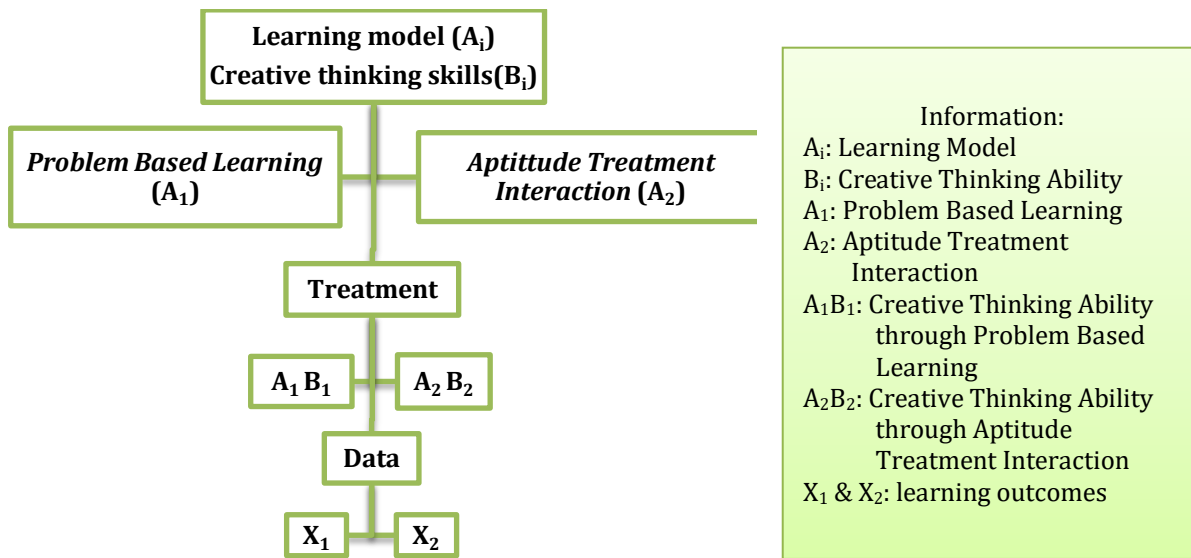 Learning model (Aᵢ)
Creative thinking skills(Bᵢ)
Problem Based Learning
(A₁)
Aptittude Treatment
Interaction (A₂)
Treatment
A₁ B₁
A₂ B₂
Data
X₁
X₂
Information:
Aᵢ: Learning Model
Bᵢ: Creative Thinking Ability
A₁: Problem Based Learning
A₂: Aptitude Treatment
Interaction
A₁B₁: Creative Thinking Ability
through Problem Based
Learning
A₂B₂: Creative Thinking Ability
through Aptitude
Treatment Interaction
X₁ & X₂: learning outcomes